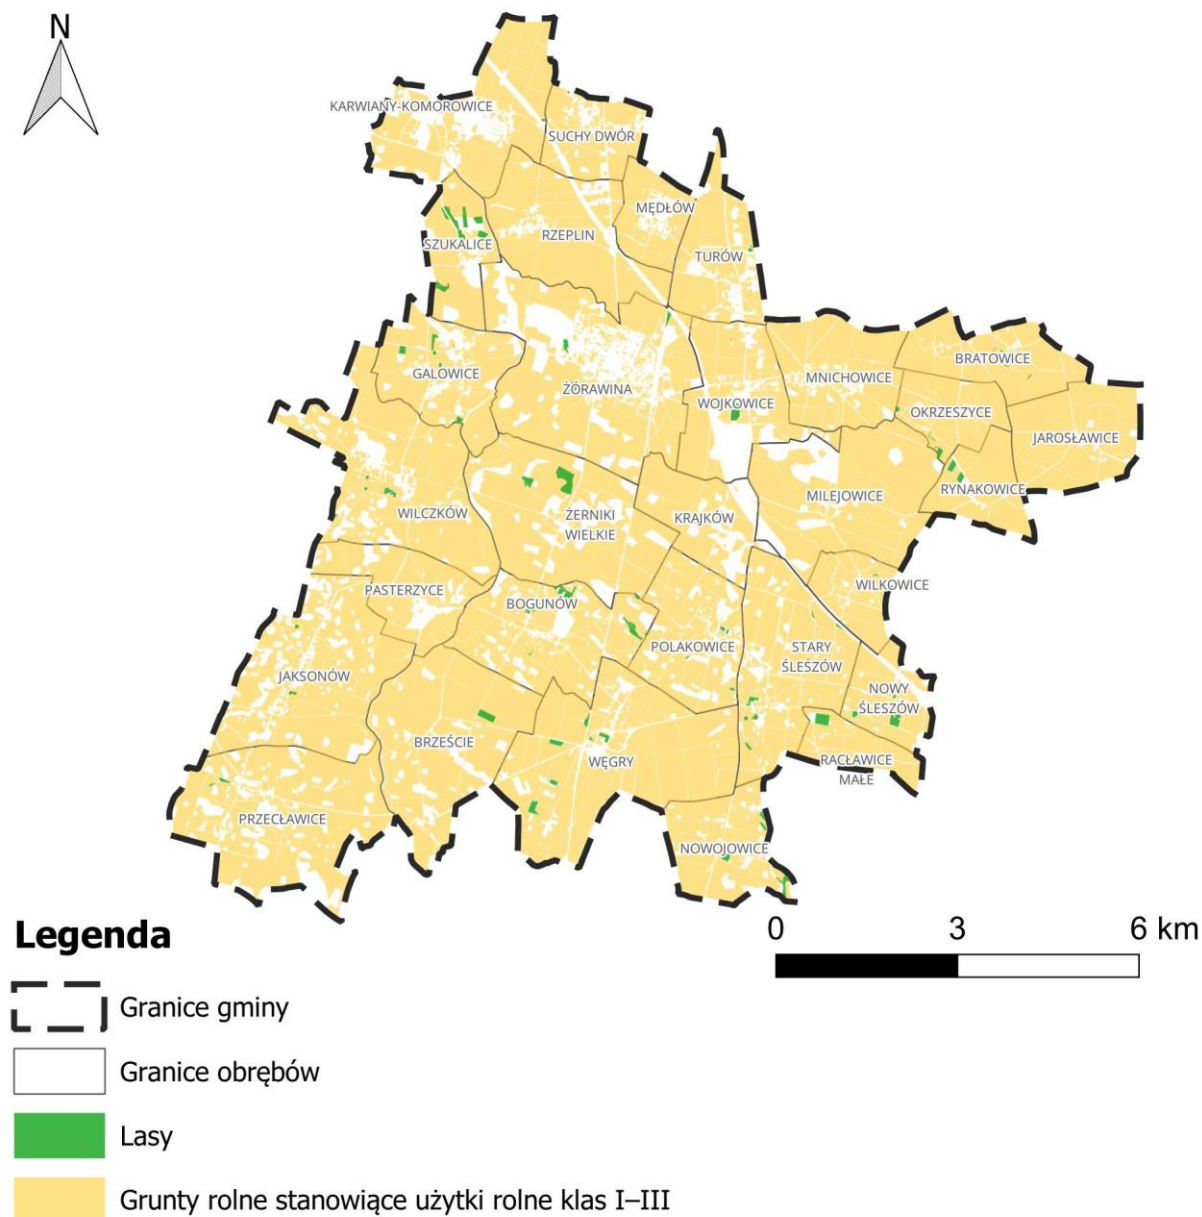 N
KARWIANY-KOMOROWICE
SUCHY DWÓR
MĘDŁÓW
RZEPLIN
SZUKALICE
TURÓW
BRATOWICE
GALOWICE
MNICHOWICE
ŻÓRAWINA
WOJKOWICE
OKRZESZYCE
JAROSŁAWICE
RYNAKOWICE
MILEJOWICE
WILCZKÓW
ŻERNIKI
WIELKIE
KRAJKÓW
WILKOWICE
PASTERZYCE
BOGUNÓW
POLAKOWICE
STARY
ŚLESZÓW
JAKSONÓW
NOWY
ŚLESZÓW
BRZEŚCIE
WĘGRY
RACŁAWICE
MAŁE
PRZECŁAWICE
NOWOJOWICE
0 3 6 km
Legenda
Granice gminy
Granice obrębów
Lasy
Grunty rolne stanowiące użytki rolne klas I–III